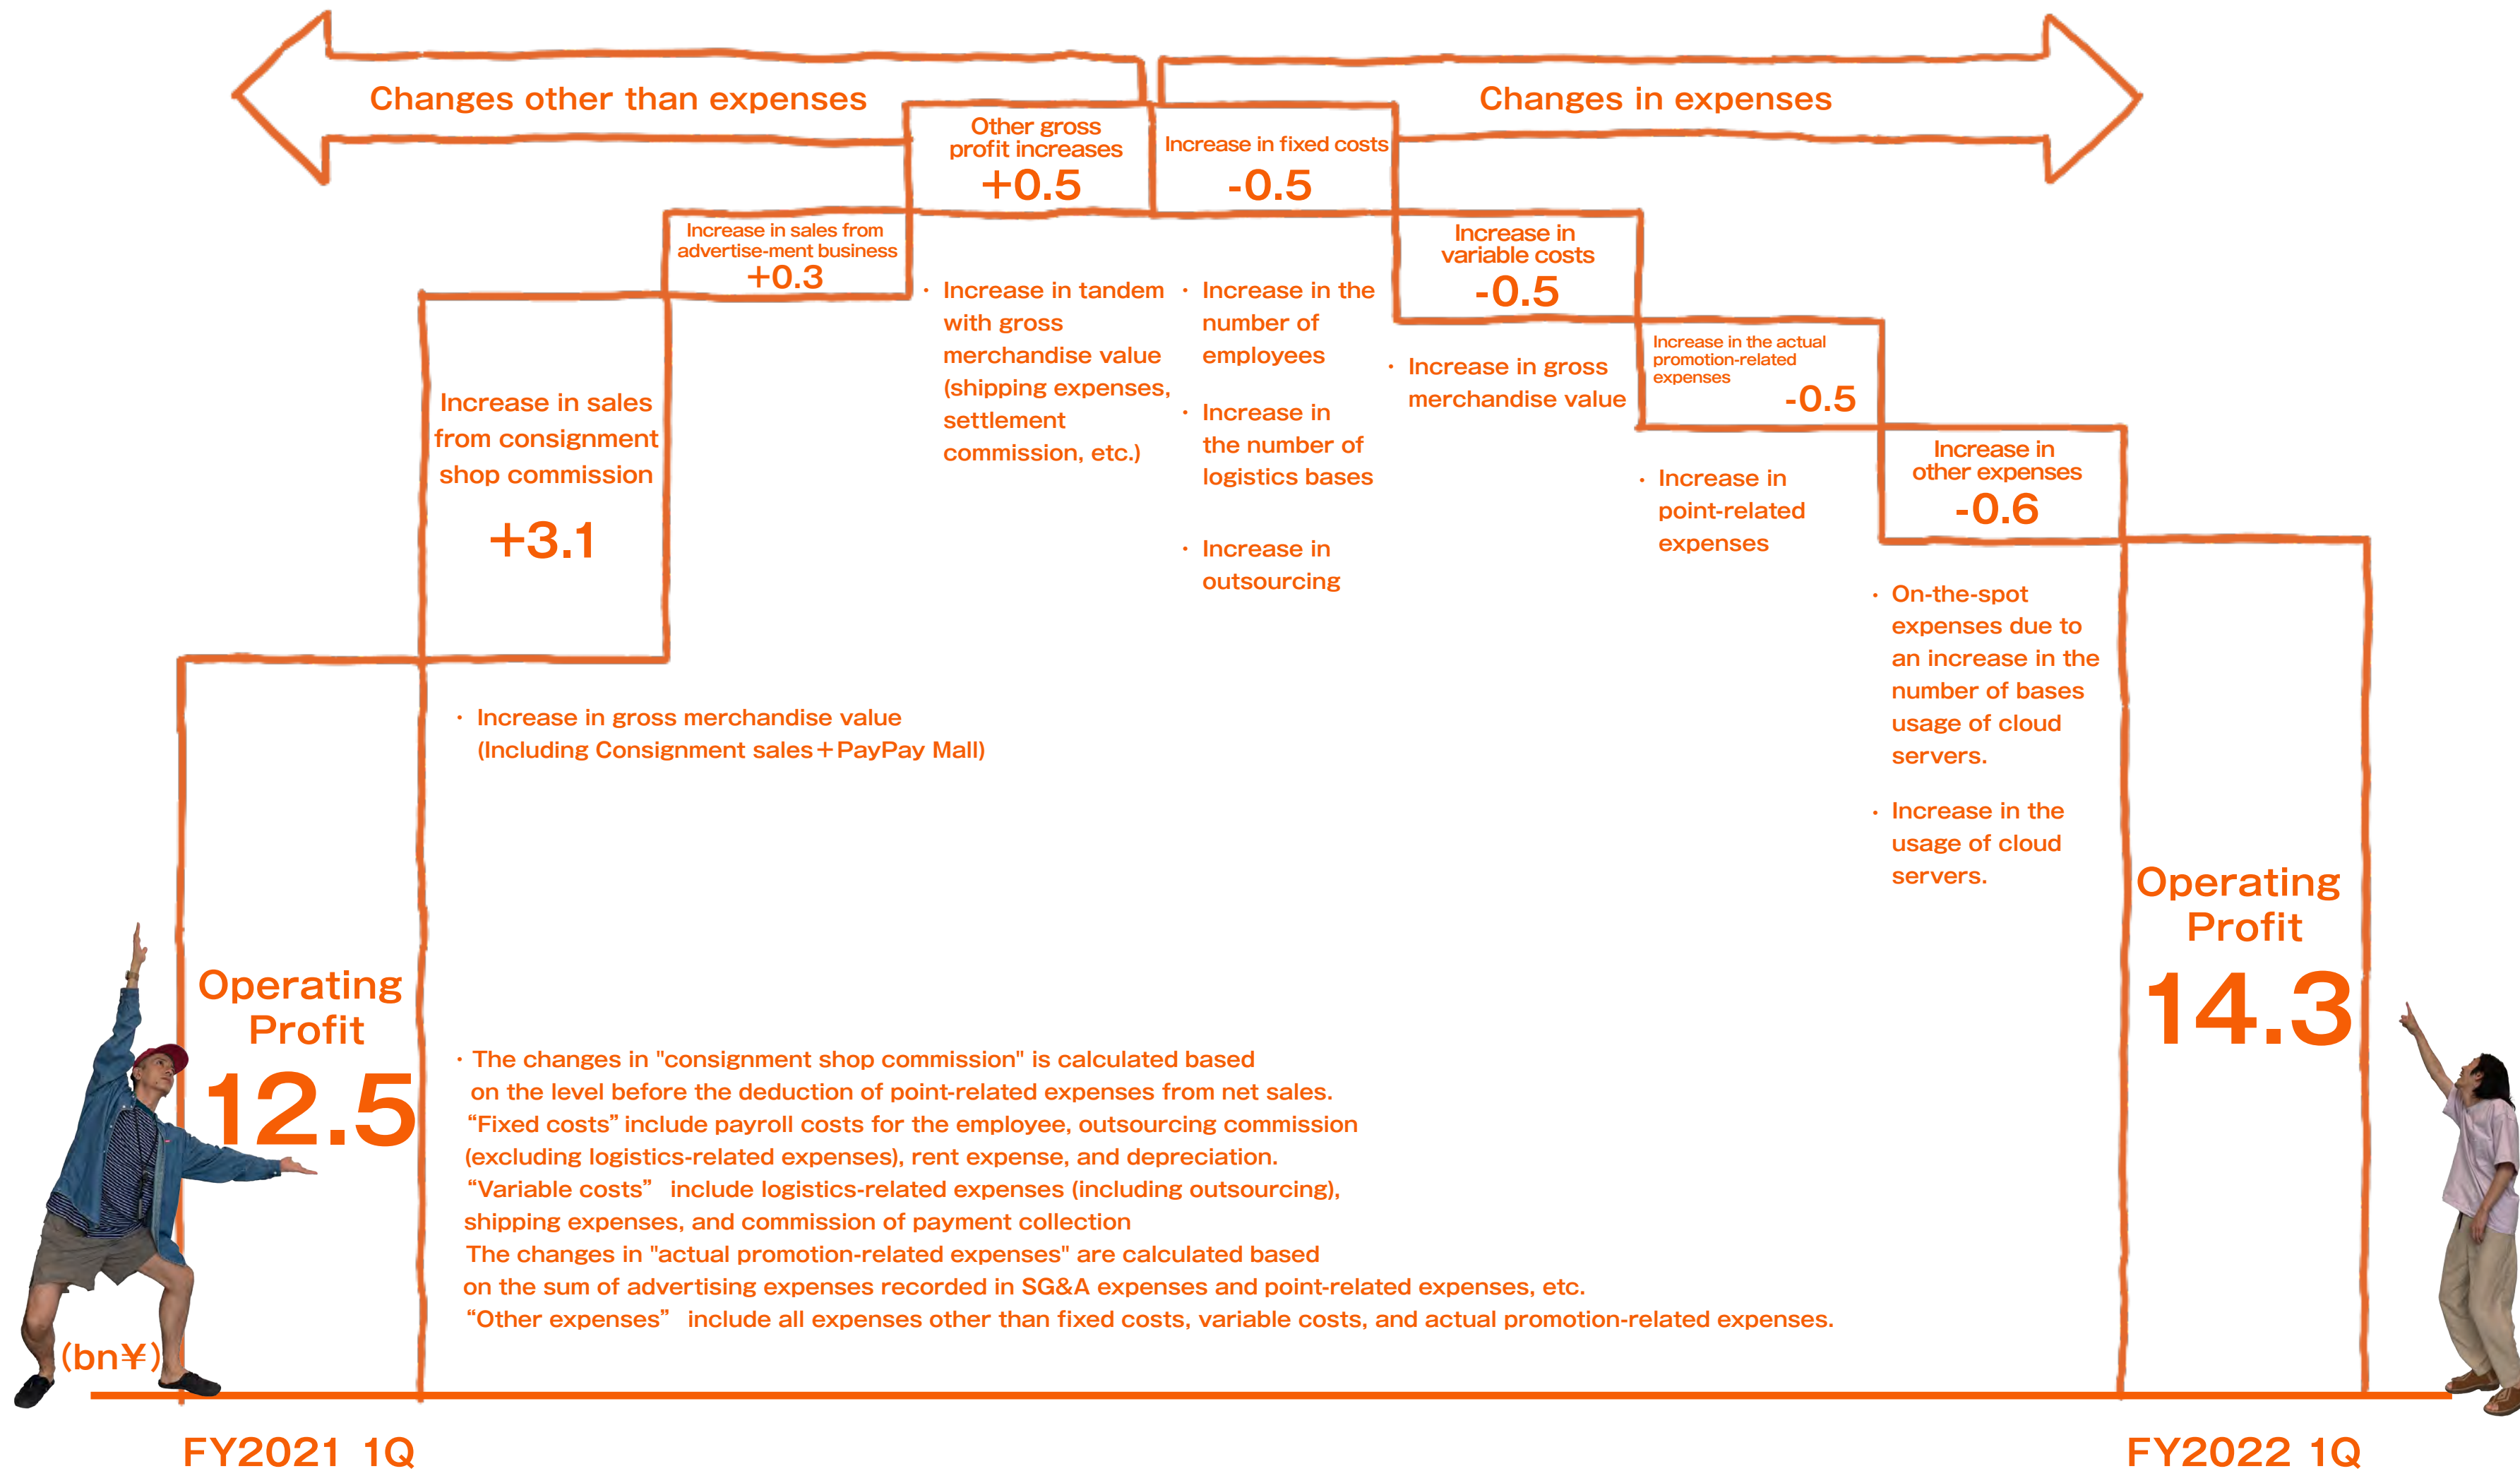 Changes other than expenses
Changes in expenses
Other gross
profit increases
+0.5
Increase in fixed costs
-0.5
Increase in sales from
advertise-ment business
+0.3
Increase in
variable costs
-0.5
・ Increase in tandem
with gross
merchandise value
(shipping expenses,
settlement
commission, etc.)
・ Increase in the
number of
employees
・ Increase in
the number of
logistics bases
・ Increase in
outsourcing
Increase in the actual
promotion-related
expenses
-0.5
・ Increase in gross
merchandise value
Increase in sales
from consignment
shop commission
+3.1
Increase in
other expenses
-0.6
・ Increase in
point-related
expenses
・ On-the-spot
expenses due to
an increase in the
number of bases
usage of cloud
servers.
・ Increase in the
usage of cloud
servers.
・ Increase in gross merchandise value
(Including Consignment sales＋PayPay Mall)
Operating
Profit
12.5
Operating
Profit
14.3
・ The changes in "consignment shop commission" is calculated based
on the level before the deduction of point-related expenses from net sales.
“Fixed costs” include payroll costs for the employee, outsourcing commission
(excluding logistics-related expenses), rent expense, and depreciation.
“Variable costs” include logistics-related expenses (including outsourcing),
shipping expenses, and commission of payment collection
The changes in "actual promotion-related expenses" are calculated based
on the sum of advertising expenses recorded in SG&A expenses and point-related expenses, etc.
“Other expenses” include all expenses other than fixed costs, variable costs, and actual promotion-related expenses.
(bn¥)
FY2021 1Q
FY2022 1Q